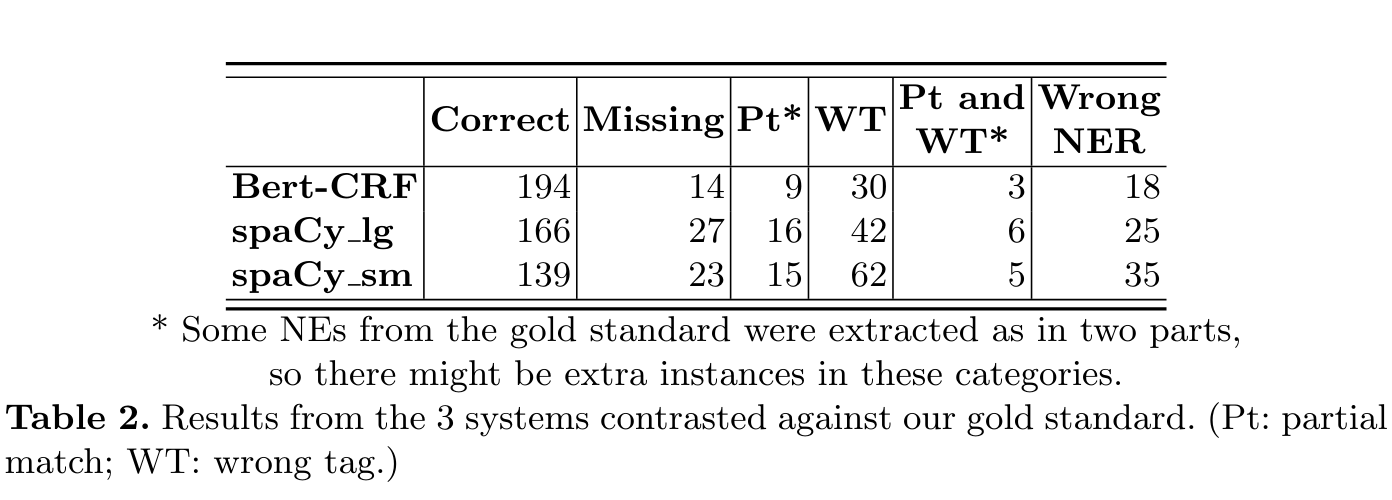 Correct Missing Pt* WT Pt and WT* Wrong NER
Bert-CRF 194 14 9 30 3 18
spaCy_lg 166 27 16 42 6 25
spaCy_sm 139 23 15 62 5 35
* Some NEs from the gold standard were extracted as in two parts,
so there might be extra instances in these categories.
Table 2. Results from the 3 systems contrasted against our gold standard. (Pt: partial
match; WT: wrong tag.)